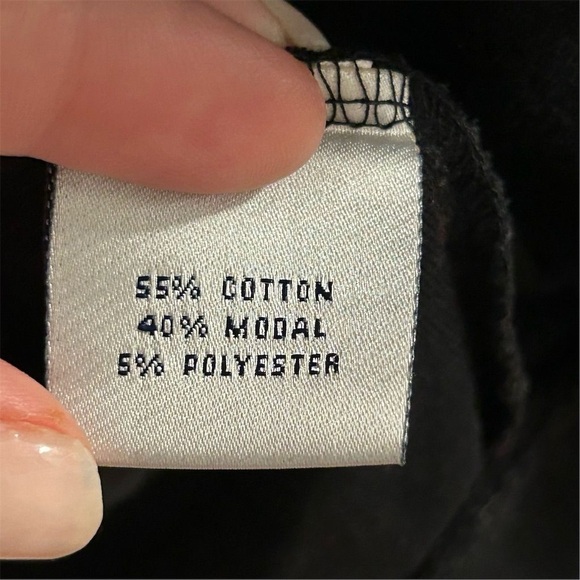 55% COTTON
40% MODAL
5% POLYESTER